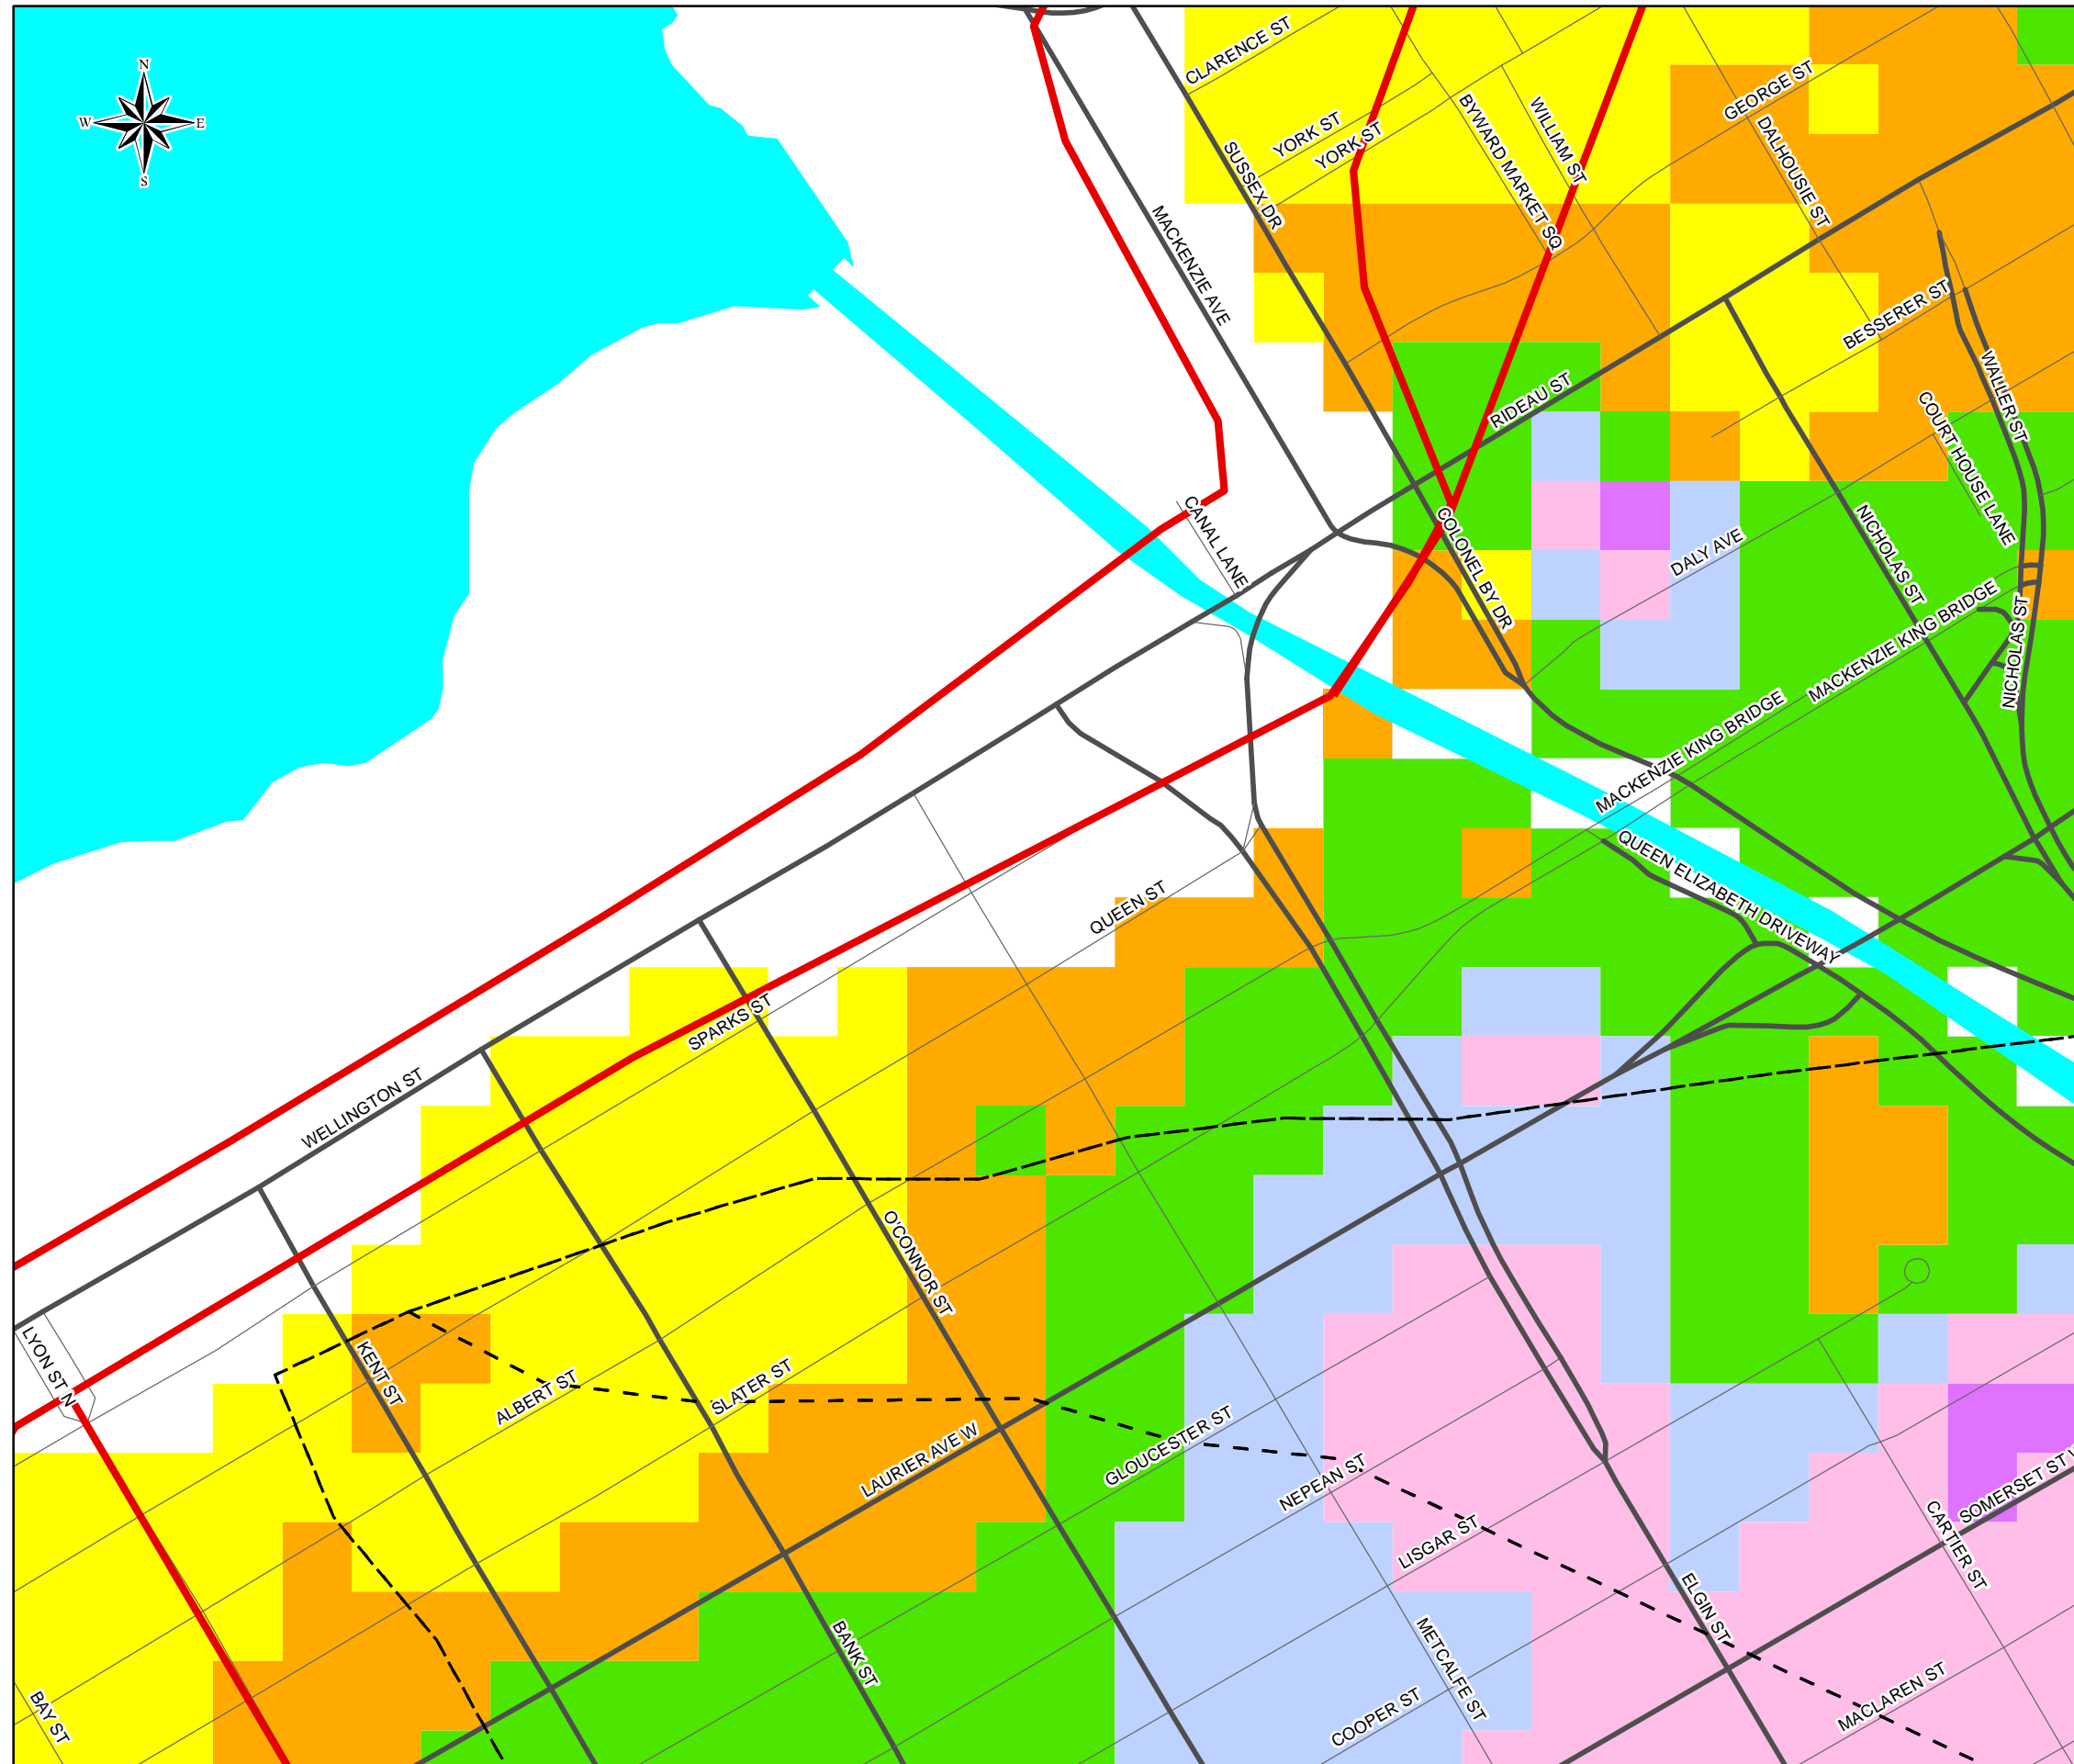 N
W
E
S
CLARENCE ST
YORK ST
YORK ST
GEORGE ST
SUSSEX DR
BYWARD MARKET SQ
WILLIAM ST
DALHOUSIE ST
MACKENZIE AVE
BESSERER ST
RIDEAU ST
WALLER ST
COURT HOUSE LANE
CANAL LANE
COLONEL BY DR
DALY AVE
NICHOLAS ST
MACKENZIE KING BRIDGE
NICHOLAS ST
MACKENZIE KING BRIDGE
QUEEN ELIZABETH DRIVEWAY
QUEEN ST
SPARKS ST
WELLINGTON ST
O'CONNOR ST
LYON ST N
KENT ST
ALBERT ST
SLATER ST
LAURIER AVE W
GLOUCESTER ST
NEPEAN ST
LISGAR ST
SOMERSET ST W
CARTIER ST
ELGIN ST
BANK ST
METCALFE ST
BAY ST
COOPER ST
MACLAREN ST